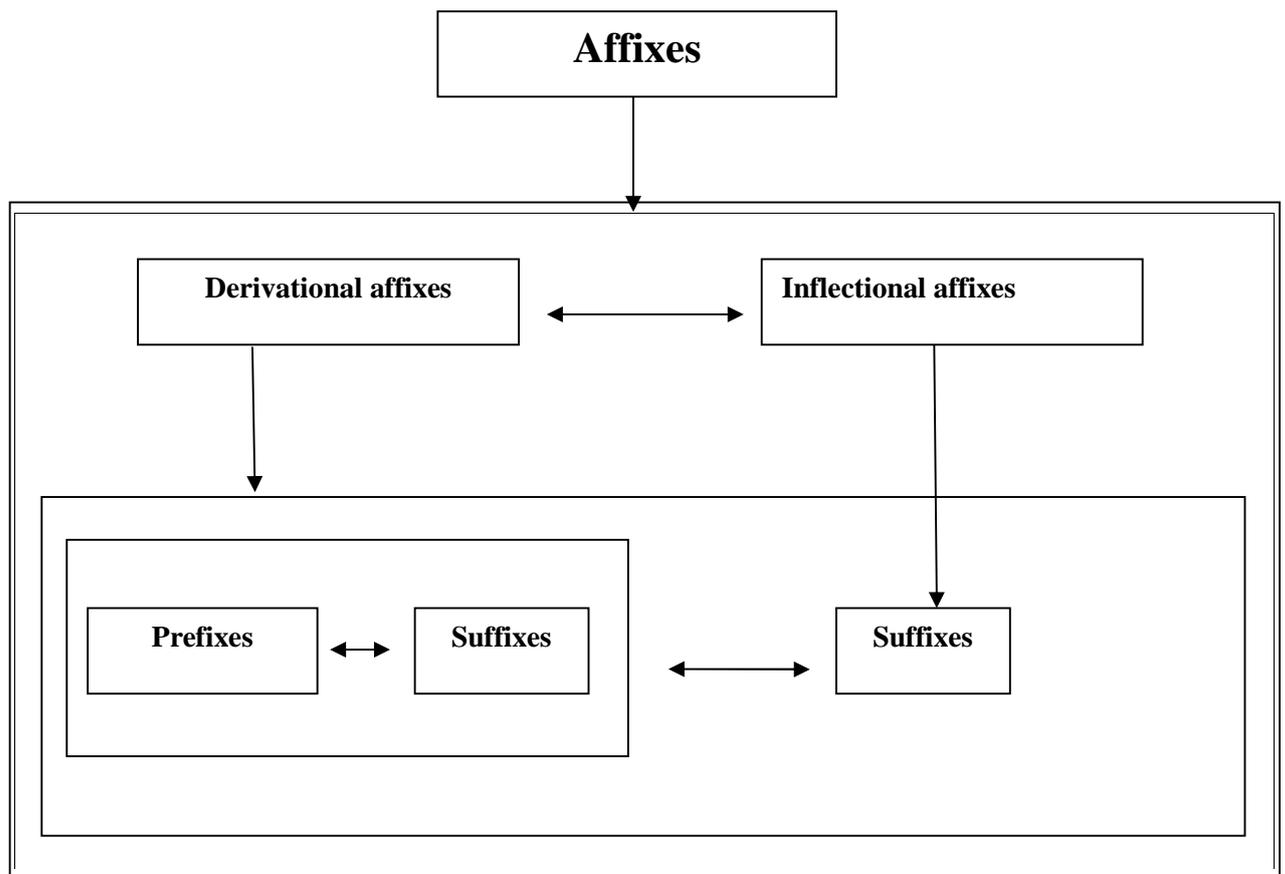 Affixes
Derivational affixes
Inflectional affixes
Prefixes
Suffixes
Suffixes